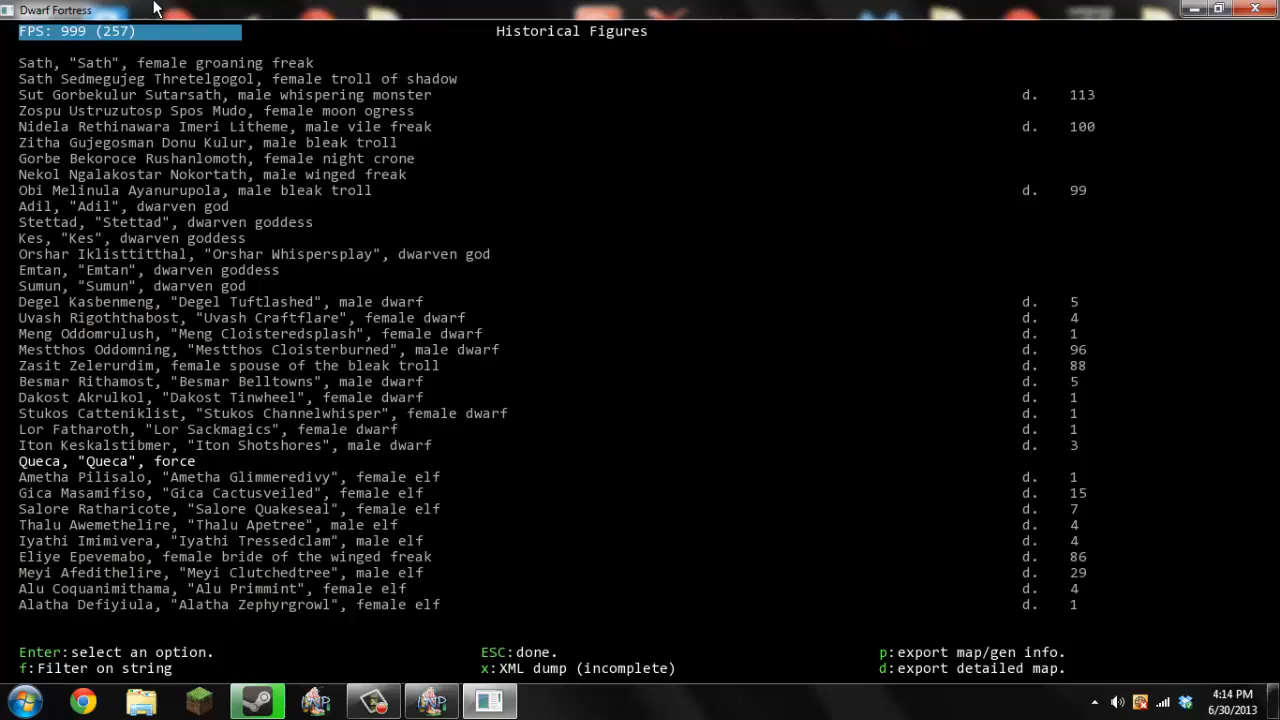 Dwarf Fortress
FPS: 999 (257) Historical Figures
Sath, "Sath", female groaning freak
Sath Sedmegujeg Thretelgogol, female troll of shadow
Sut Gorbekulur Sutarsath, male whispering monster d. 113
Zospu Ustruzutosp Spos Mudo, female moon ogress
Nidela Rethinawara Imeri Litheme, male vile freak d. 100
Zitha Gujegosman Donu Kulur, male bleak troll
Gorbe Bekoroce Rushanlomoth, female night crone
Nekol Ngalakostar Nokortath, male winged freak
Obi Melinula Ayanurupola, male bleak troll d. 99
Adil, "Adil", dwarven god
Stettad, "Stettad", dwarven goddess
Kes, "Kes", dwarven goddess
Orshar Iklisttitthal, "Orshar Whispersplay", dwarven god
Emtan, "Emtan", dwarven goddess
Sumun, "Sumun", dwarven god
Degel Kasbenmeng, "Degel Tuftlashed", male dwarf d. 5
Uvash Rigoththabost, "Uvash Craftflare", female dwarf d. 4
Meng Oddomrulush, "Meng Cloisteredsplash", female dwarf d. 1
Mestthos Oddomning, "Mestthos Cloisterburned", male dwarf d. 96
Zasit Zelerurdim, female spouse of the bleak troll d. 88
Besmar Rithamost, "Besmar Belltowns", male dwarf d. 5
Dakost Akrulkol, "Dakost Tinwheel", female dwarf d. 1
Stukos Catteniklist, "Stukos Channelwhisper", female dwarf d. 1
Lor Fatharoth, "Lor Sackmagics", female dwarf d. 1
Iton Keskalstibmer, "Iton Shotshores", male dwarf d. 3
Queca, "Queca", force
Ametha Pilisalo, "Ametha Glimmeredivy", female elf d. 1
Gica Masamifiso, "Gica Cactusveiled", female elf d. 15
Salore Ratharicote, "Salore Quakeseal", female elf d. 7
Thalu Awemethelire, "Thalu Apetree", male elf d. 4
Iyathi Imimivera, "Iyathi Tressedclam", male elf d. 4
Eliye Epevemabo, female bride of the winged freak d. 86
Meyi Afedithelire, "Meyi Clutchedtree", male elf d. 29
Alu Coquanimithama, "Alu Primmint", female elf d. 4
Alatha Defiyiula, "Alatha Zephyrgrowl", female elf d. 1
Enter:select an option. ESC:done. p:export map/gen info.
f:Filter on string x:XML dump (incomplete) d:export detailed map.
4:14 PM
6/30/2013